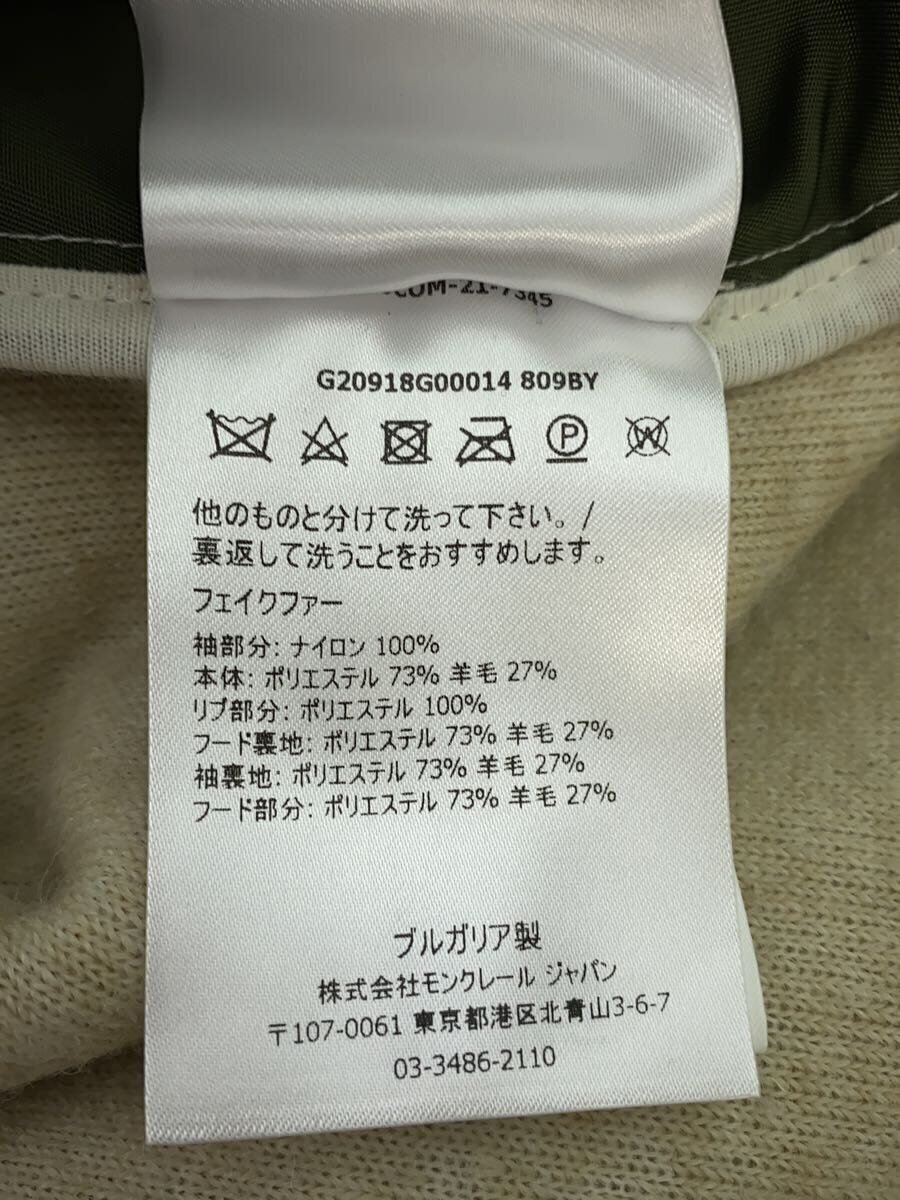 COM-21-7345
G20918G00014 809BY
P
W
他のものと分けて洗って下さい。/
裏返して洗うことをおすすめします。
フェイクファー
袖部分: ナイロン 100%
本体: ポリエステル 73% 羊毛 27%
リブ部分: ポリエステル 100%
フード裏地: ポリエステル 73% 羊毛 27%
袖裏地: ポリエステル 73% 羊毛 27%
フード部分: ポリエステル 73% 羊毛 27%
ブルガリア製
株式会社モンクレール ジャパン
〒107-0061 東京都港区北青山3-6-7
03-3486-2110